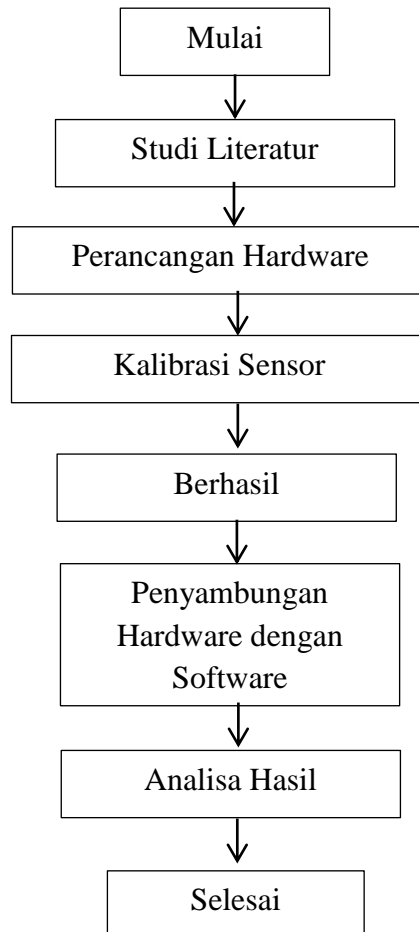 Mulai
Studi Literatur
Perancangan Hardware
Kalibrasi Sensor
Berhasil
Penyambungan
Hardware dengan
Software
Analisa Hasil
Selesai